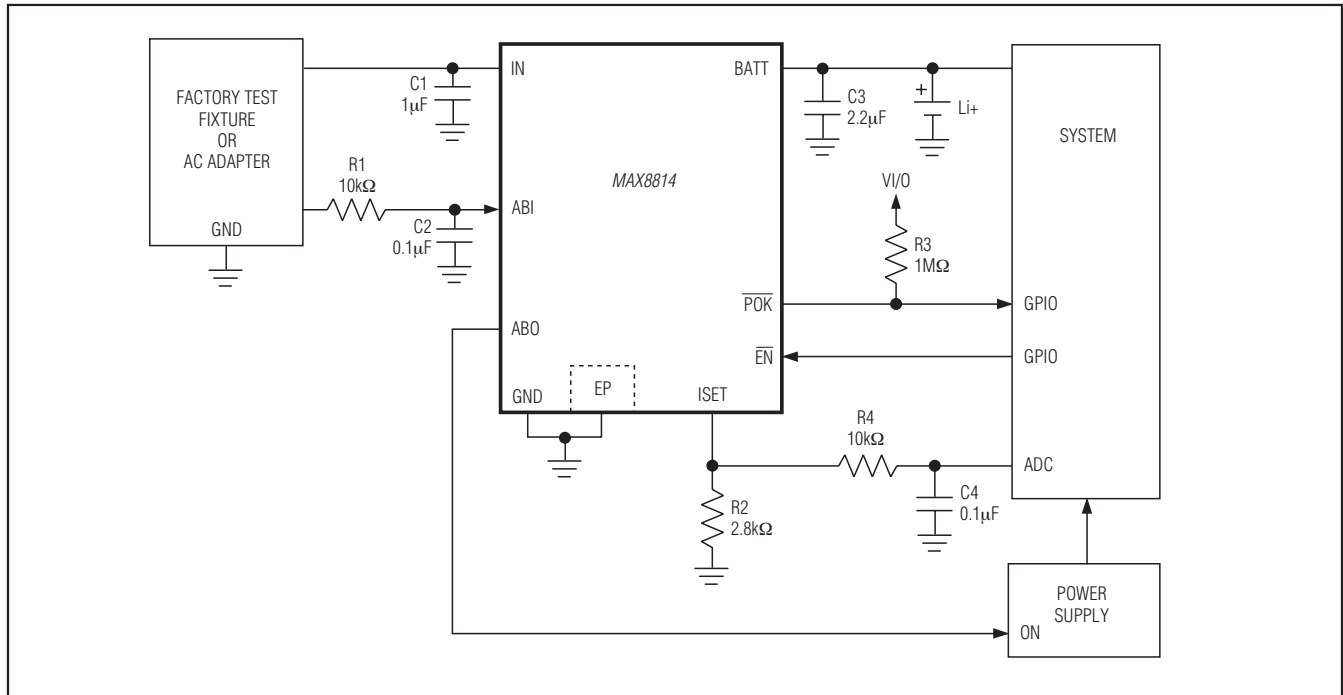 FACTORY TEST
FIXTURE
OR
AC ADAPTER
GND
C1
1μF
R1
10kΩ
C2
0.1μF
IN
ABI
ABO
GND
EP
ISET
MAX8814
BATT
POK
EN
C3
2.2μF
+
Li+
VI/O
R3
1MΩ
R4
10kΩ
R2
2.8kΩ
C4
0.1μF
SYSTEM
GPIO
GPIO
ADC
POWER
SUPPLY
ON